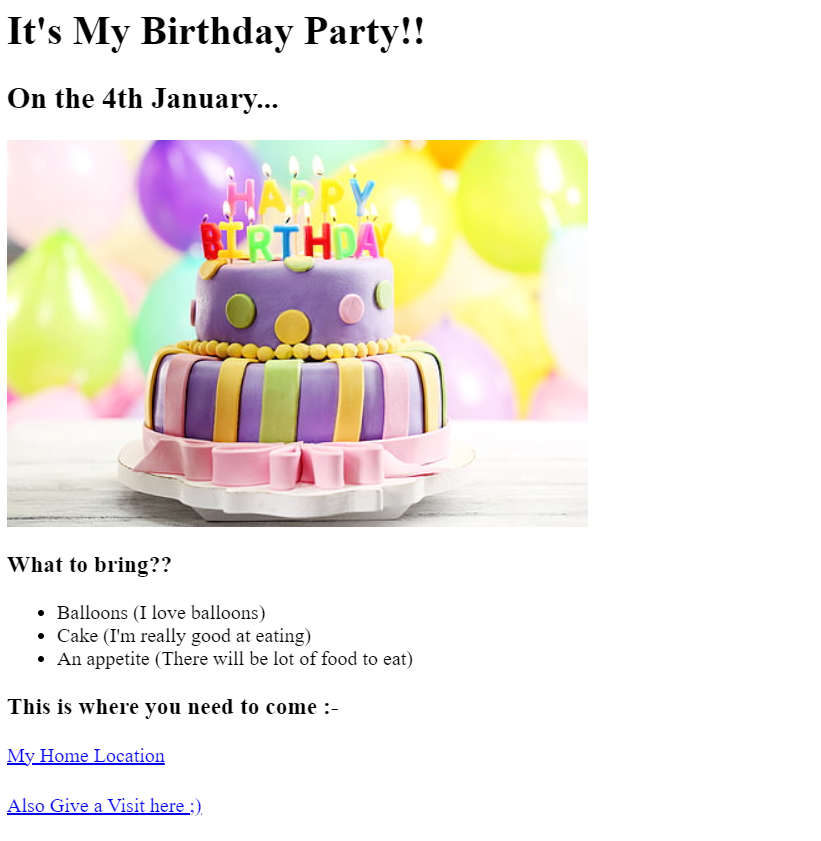 It's My Birthday Party!!
On the 4th January...
HAPPY
BIRTHDAY
What to bring??
Balloons (I love balloons)
Cake (I'm really good at eating)
An appetite (There will be lot of food to eat)
This is where you need to come :-
My Home Location
Also Give a Visit here ;)